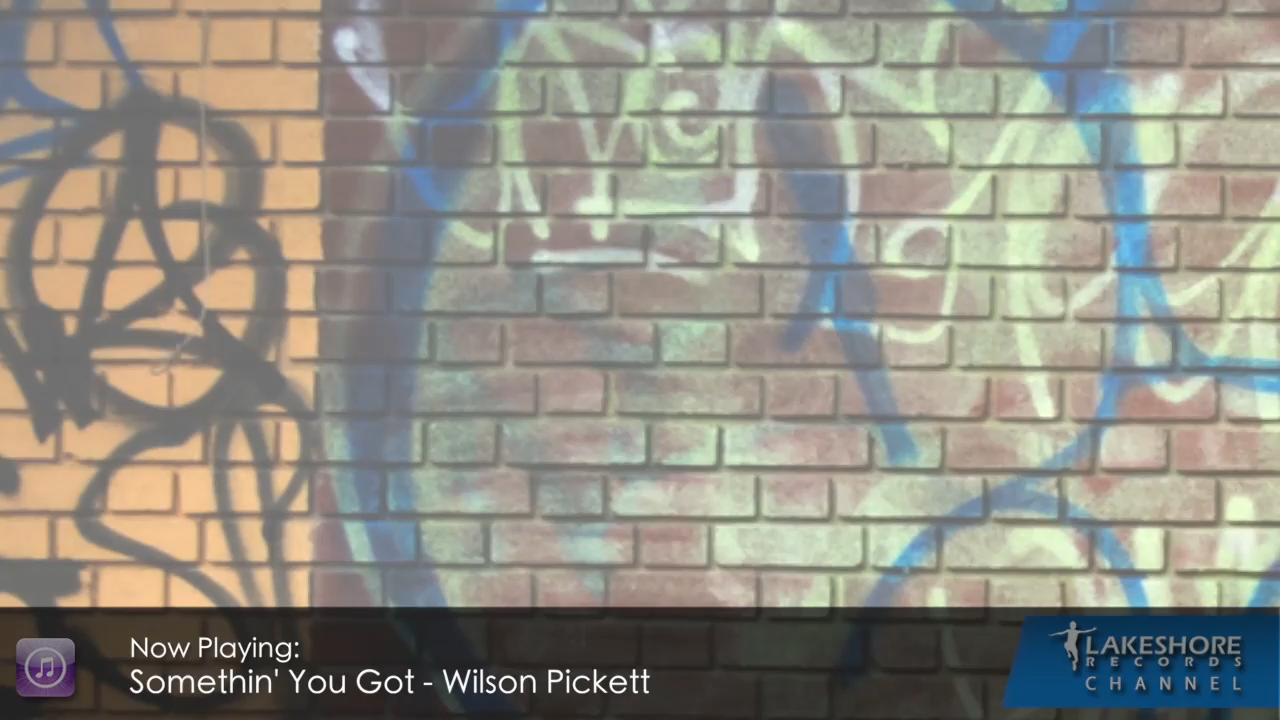 Now Playing:
Somethin' You Got - Wilson Pickett
LAKESHORE
RECORDS
CHANNEL